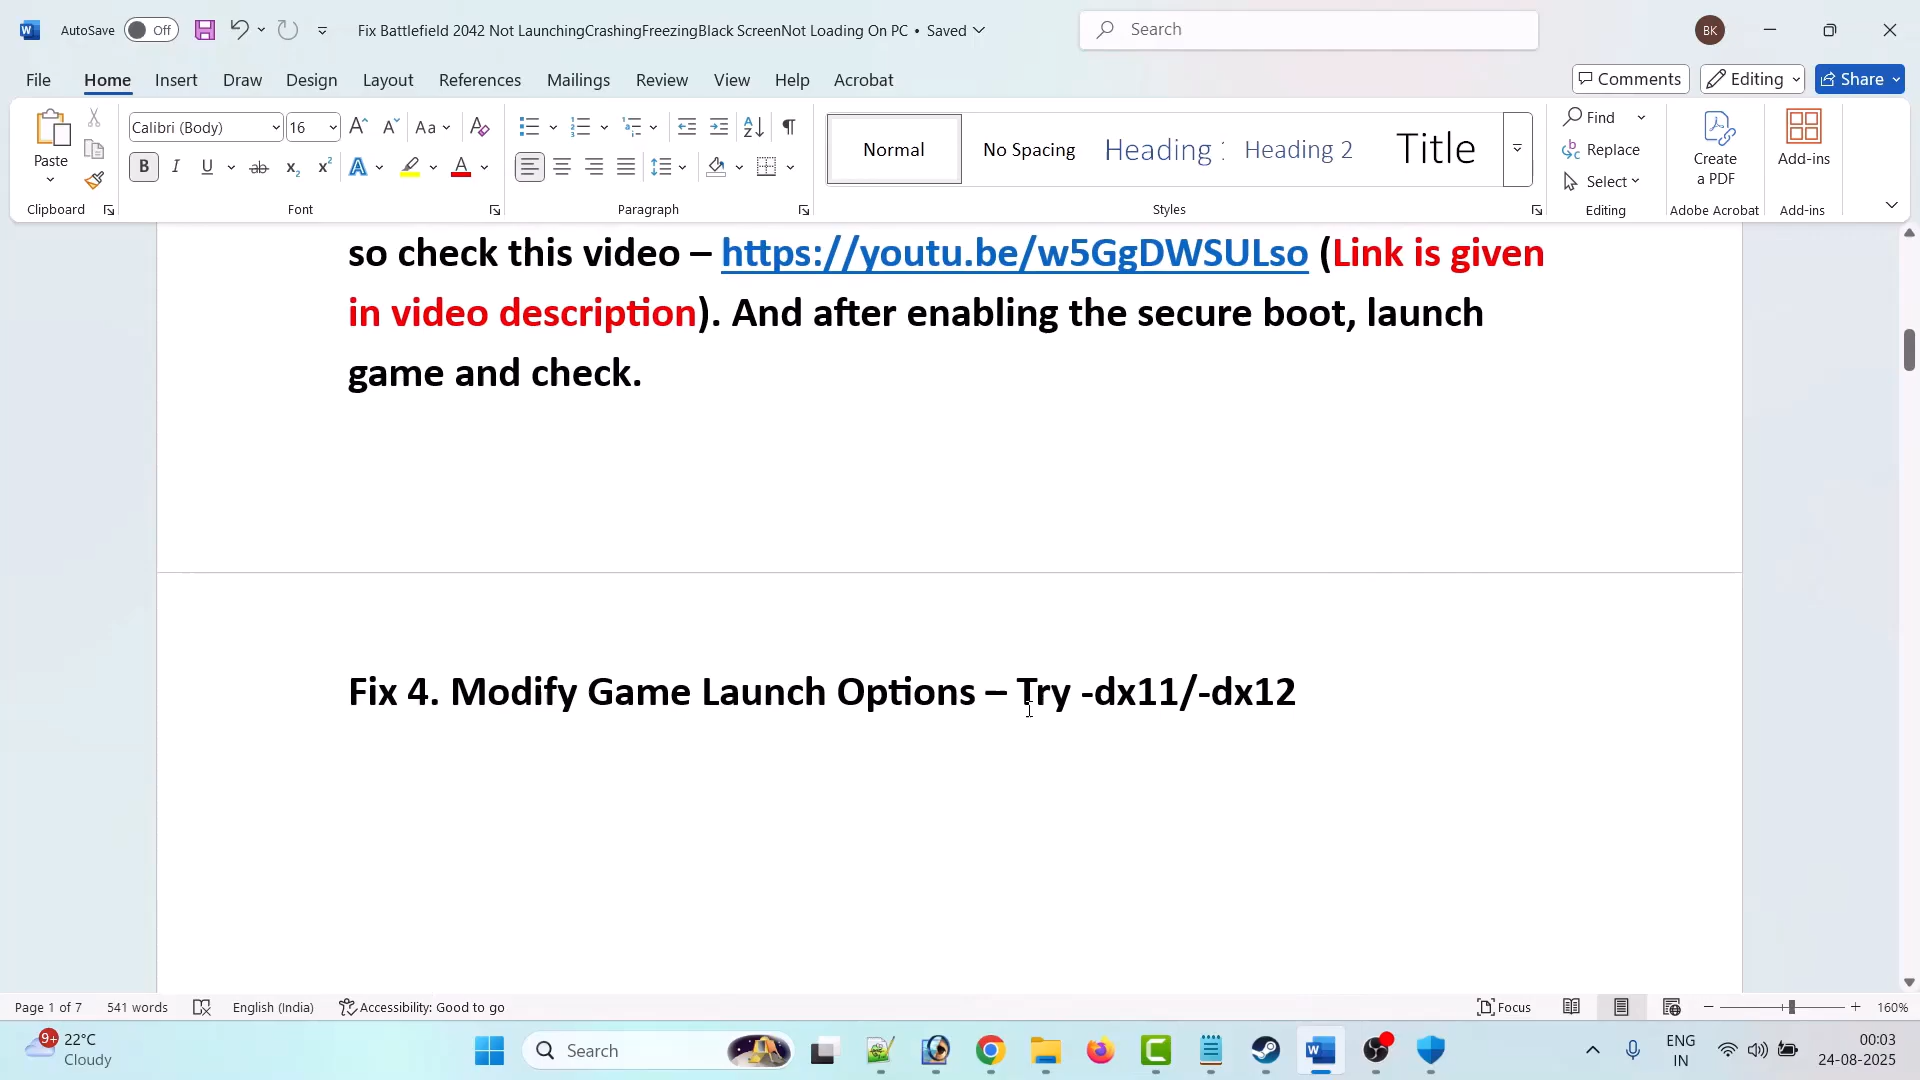 AutoSave Off Fix Battlefield 2042 Not LaunchingCrashingFreezingBlack ScreenNot Loading On PC • Saved Search BK
File Home Insert Draw Design Layout References Mailings Review View Help Acrobat Comments Editing Share
Paste Calibri (Body) 16 Normal No Spacing Heading Heading 2 Title Find Replace Select Create a PDF Add-ins
Clipboard Font Paragraph Styles Editing Adobe Acrobat Add-ins
so check this video – https://youtu.be/w5GgDWSULso (Link is given
in video description). And after enabling the secure boot, launch
game and check.
Fix 4. Modify Game Launch Options – Try -dx11/-dx12
Page 1 of 7 541 words English (India) Accessibility: Good to go Focus 160%
9+ 22°C Search ENG 00:03
Cloudy IN 24-08-2025